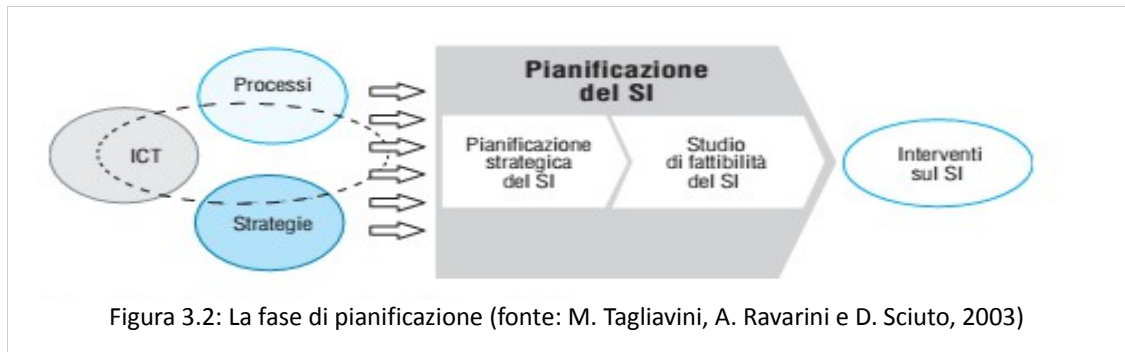 Processi
ICT
Strategie
Pianificazione
del SI
Pianificazione
strategica
del SI
Studio
di fattibilità
del SI
Interventi
sul SI
Figura 3.2: La fase di pianificazione (fonte: M. Tagliavini, A. Ravarini e D. Sciuto, 2003)